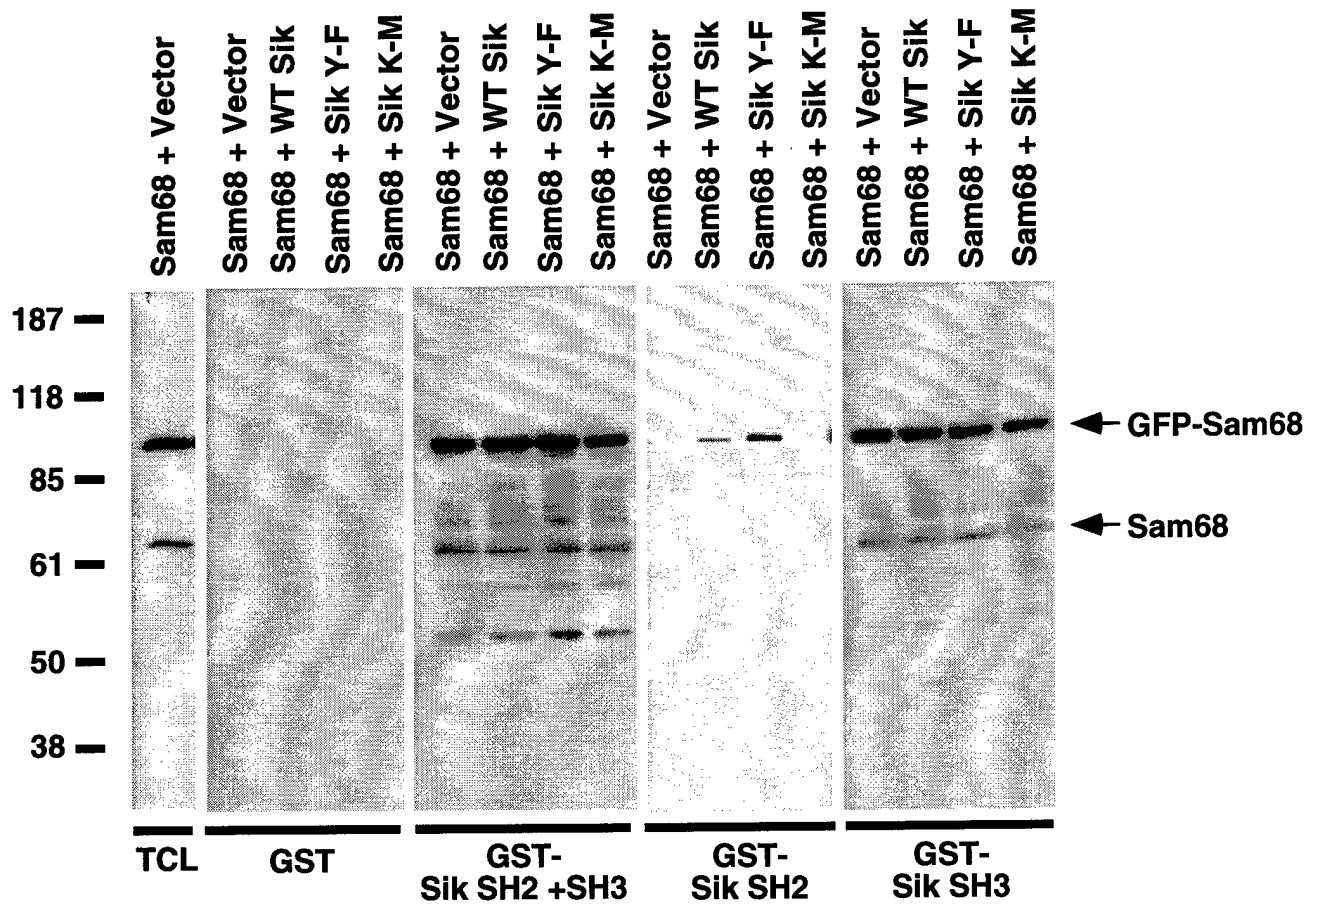 Sam68 + Vector
Sam68 + Vector
Sam68 + WT Sik
Sam68 + Sik Y-F
Sam68 + Sik K-M
Sam68 + Vector
Sam68 + WT Sik
Sam68 + Sik Y-F
Sam68 + Sik K-M
Sam68 + Vector
Sam68 + WT Sik
Sam68 + Sik Y-F
Sam68 + Sik K-M
Sam68 + Vector
Sam68 + WT Sik
Sam68 + Sik Y-F
Sam68 + Sik K-M
187
118
85
61
50
38
GFP-Sam68
Sam68
TCL
GST
GST-
Sik SH2 +SH3
GST-
Sik SH2
GST-
Sik SH3